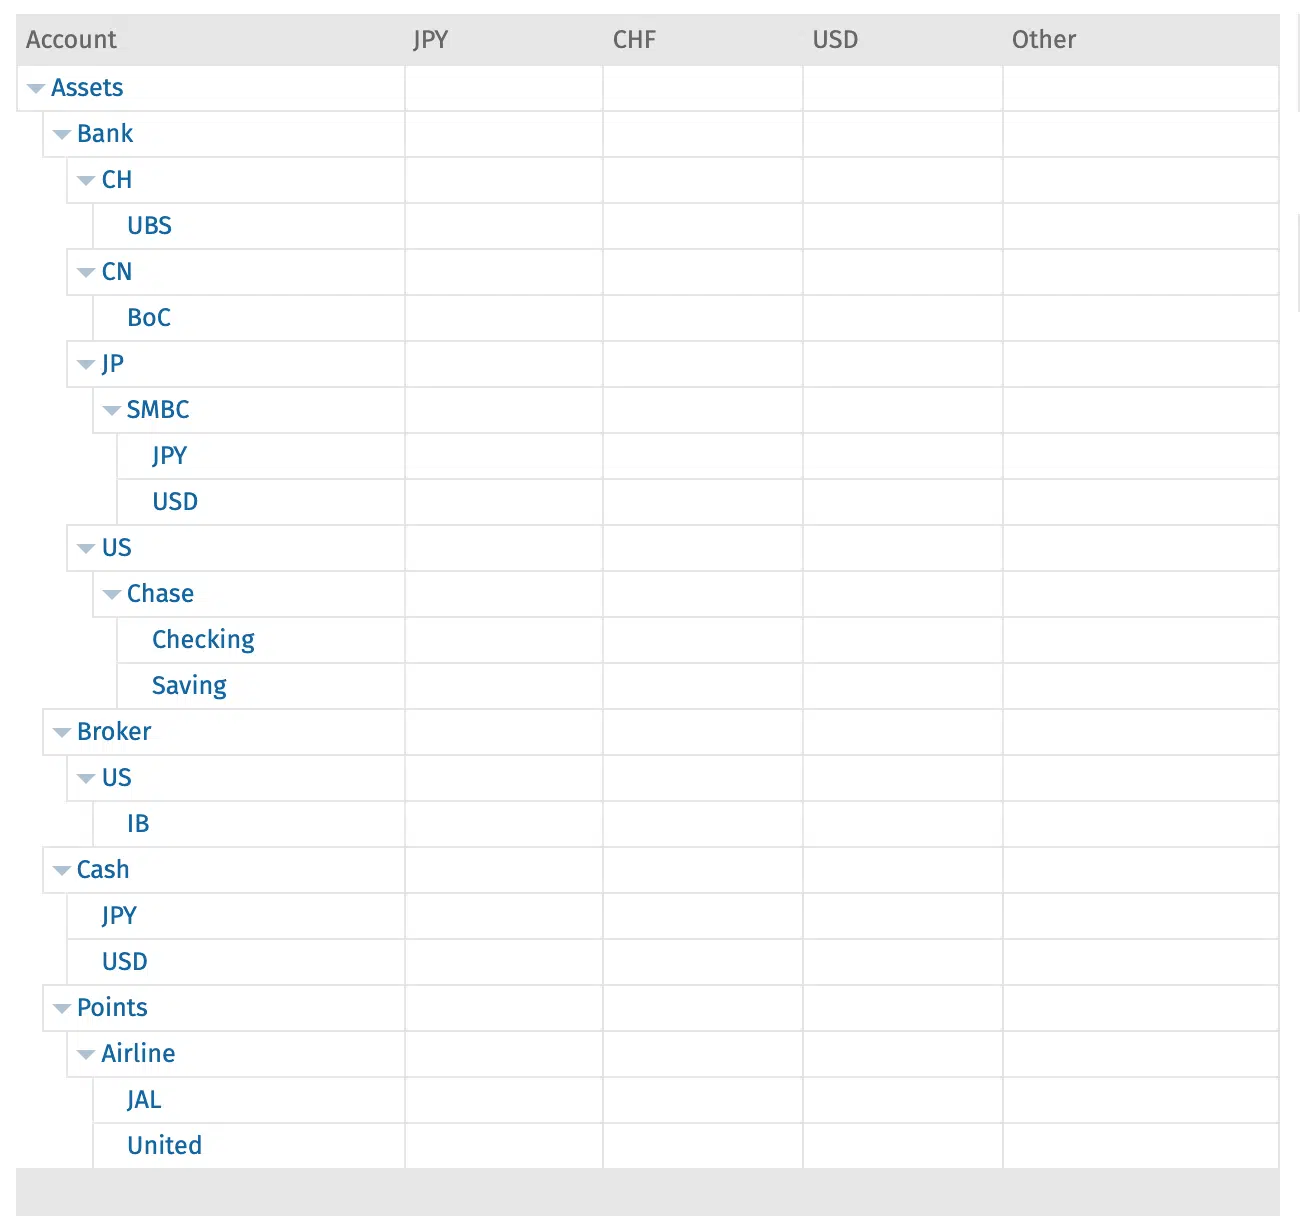 Account JPY CHF USD Other
Assets
Bank
CH
UBS
CN
BoC
JP
SMBC
JPY
USD
US
Chase
Checking
Saving
Broker
US
IB
Cash
JPY
USD
Points
Airline
JAL
United